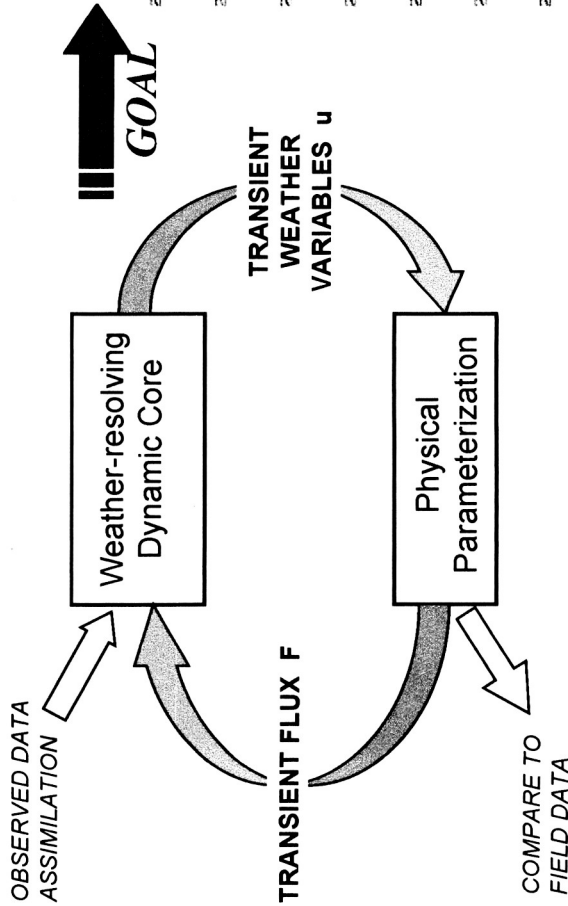 OBSERVED DATA
ASSIMILATION
Weather-resolving
Dynamic Core
GOAL
TRANSIENT FLUX F
TRANSIENT
WEATHER
VARIABLES u
Physical
Parameterization
COMPARE TO
FIELD DATA